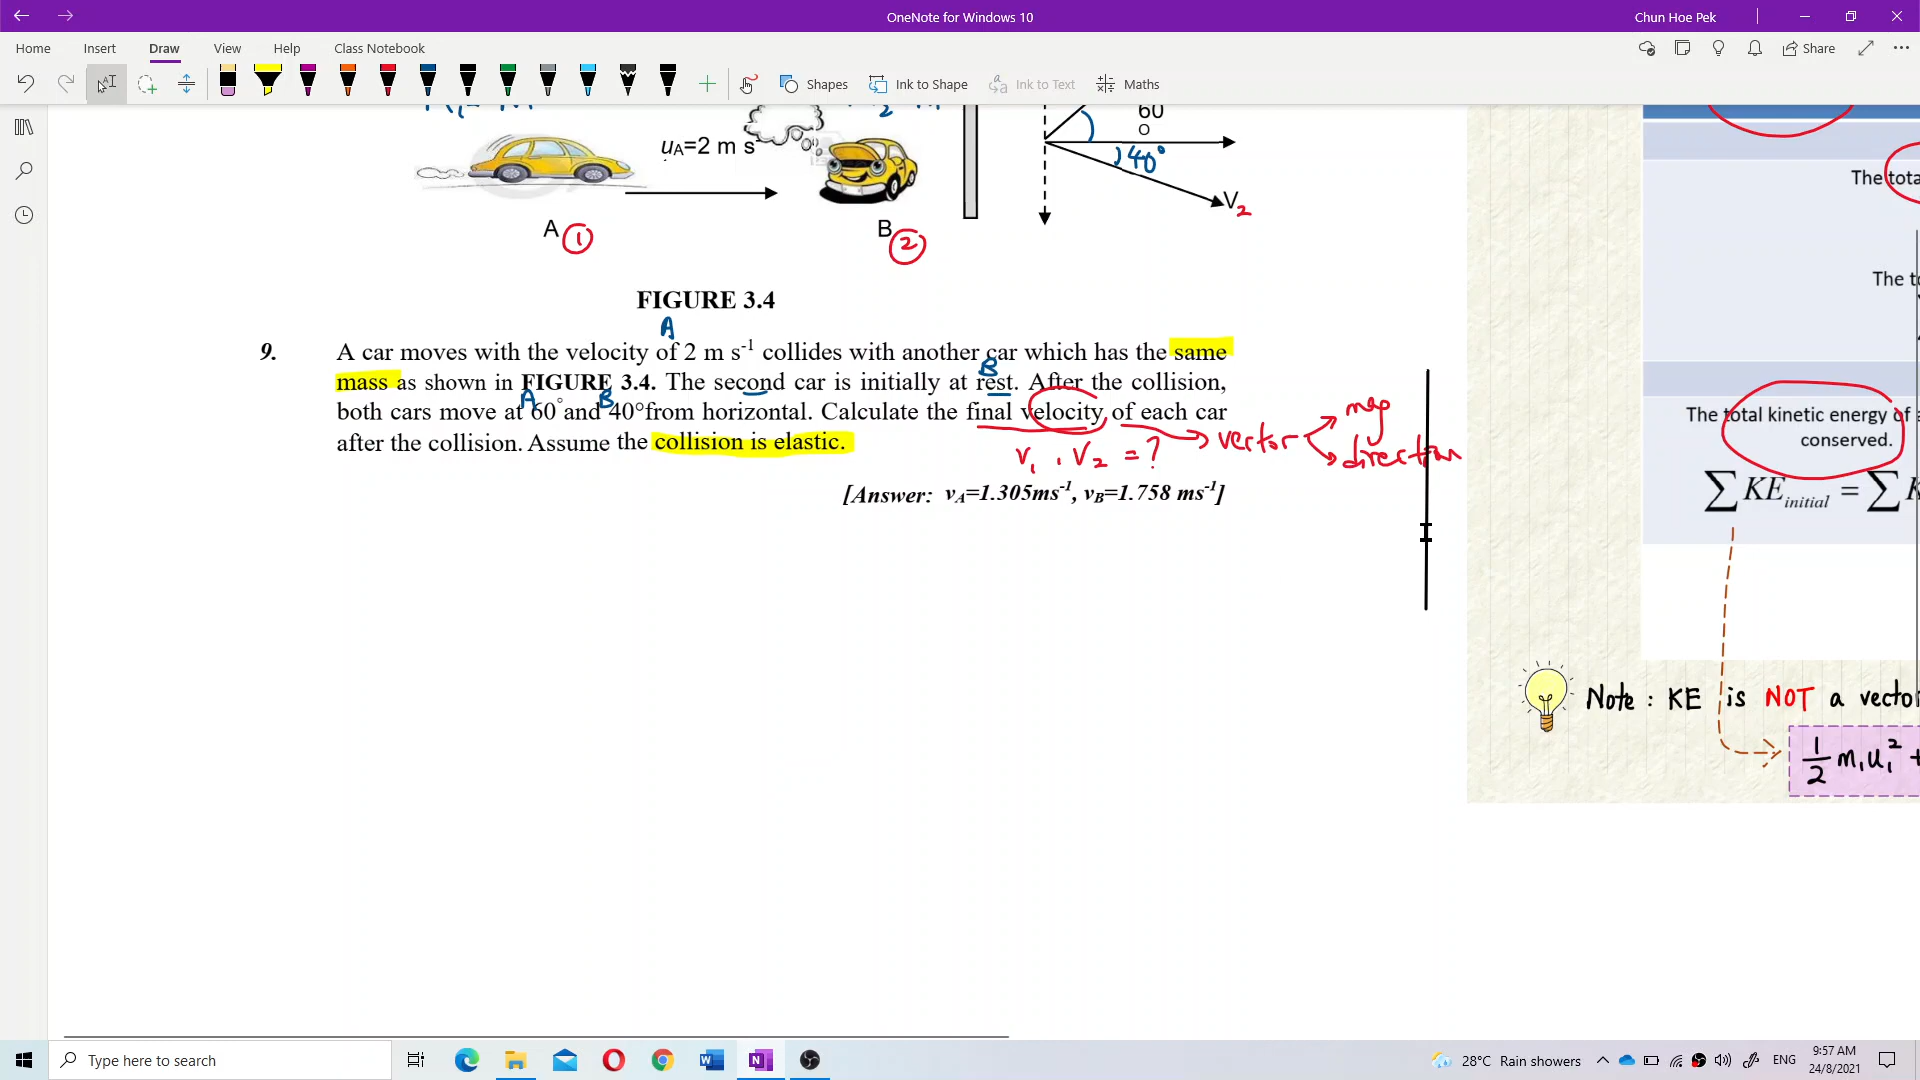 OneNote for Windows 10
Chun Hoe Pek
Home Insert Draw View Help Class Notebook
Share
Shapes
Ink to Shape
Ink to Text
Maths
uA=2 m s-
60
O
40°
V2
A 1
B 2
FIGURE 3.4
A
9. A car moves with the velocity of 2 m s-1 collides with another car which has the same
B
mass as shown in FIGURE 3.4. The second car is initially at rest. After the collision,
A B
both cars move at 60° and 40° from horizontal. Calculate the final velocity of each car
after the collision. Assume the collision is elastic.
v1 , v2 = ?
vector
mag
direction
[Answer: vA=1.305ms-1, vB=1.758 ms-1]
The tota
The to
The total kinetic energy of a
conserved.
∑KEinitial = ∑K
Note : KE is NOT a vector
½ m1u1² +
Type here to search
28°C Rain showers
ENG
9:57 AM
24/8/2021